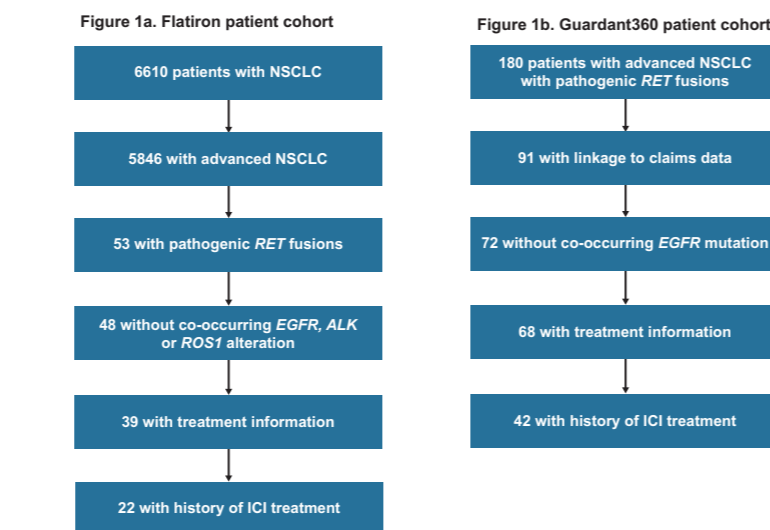 Figure 1a. Flatiron patient cohort
6610 patients with NSCLC
5846 with advanced NSCLC
53 with pathogenic RET fusions
48 without co-occurring EGFR, ALK
or ROS1 alteration
39 with treatment information
22 with history of ICI treatment
Figure 1b. Guardant360 patient cohort
180 patients with advanced NSCLC
with pathogenic RET fusions
91 with linkage to claims data
72 without co-occurring EGFR mutation
68 with treatment information
42 with history of ICI treatment